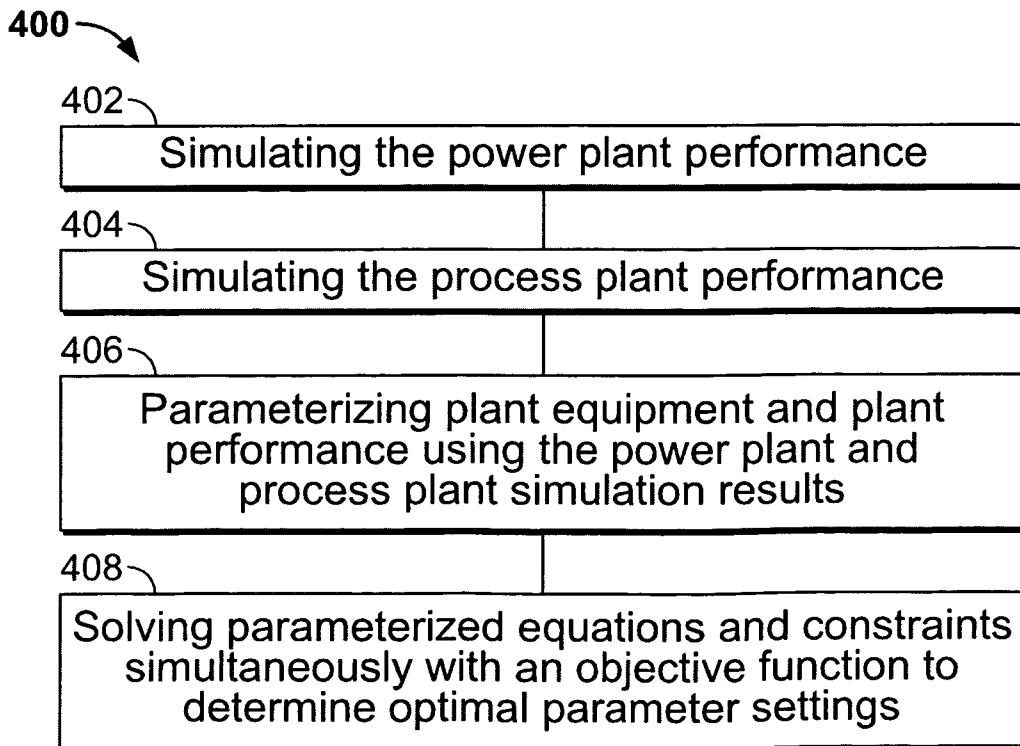 400
402
Simulating the power plant performance
404
Simulating the process plant performance
406
Parameterizing plant equipment and plant
performance using the power plant and
process plant simulation results
408
Solving parameterized equations and constraints
simultaneously with an objective function to
determine optimal parameter settings